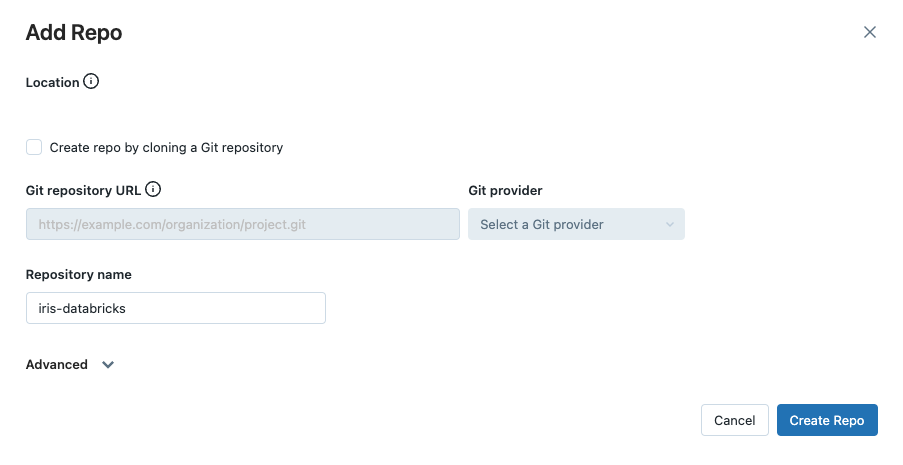 Add Repo
Location
Create repo by cloning a Git repository
Git repository URL
Git provider
https://example.com/organization/project.git
Select a Git provider
Repository name
iris-databricks
Advanced
Cancel
Create Repo